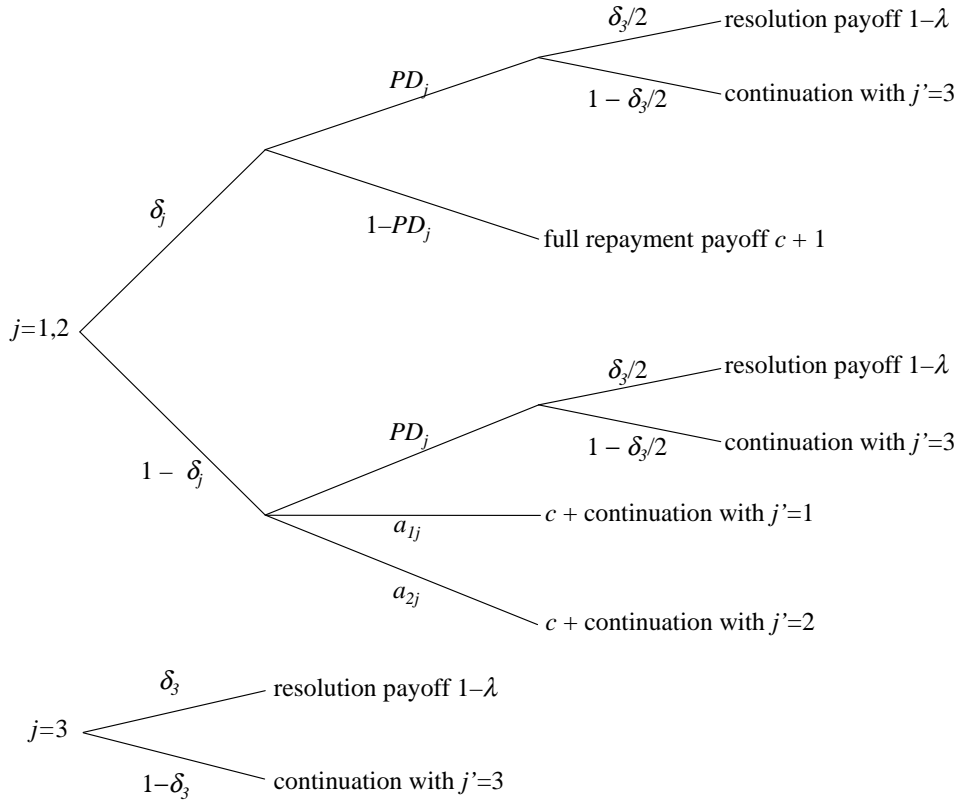 δ3/2
resolution payoff 1−λ
PDj
1 − δ3/2
continuation with j'=3
δj
1−PDj
full repayment payoff c + 1
j=1,2
δ3/2
resolution payoff 1−λ
PDj
1 − δ3/2
continuation with j'=3
1 − δj
a1j
c + continuation with j'=1
a2j
c + continuation with j'=2
δ3
resolution payoff 1−λ
j=3
1−δ3
continuation with j'=3